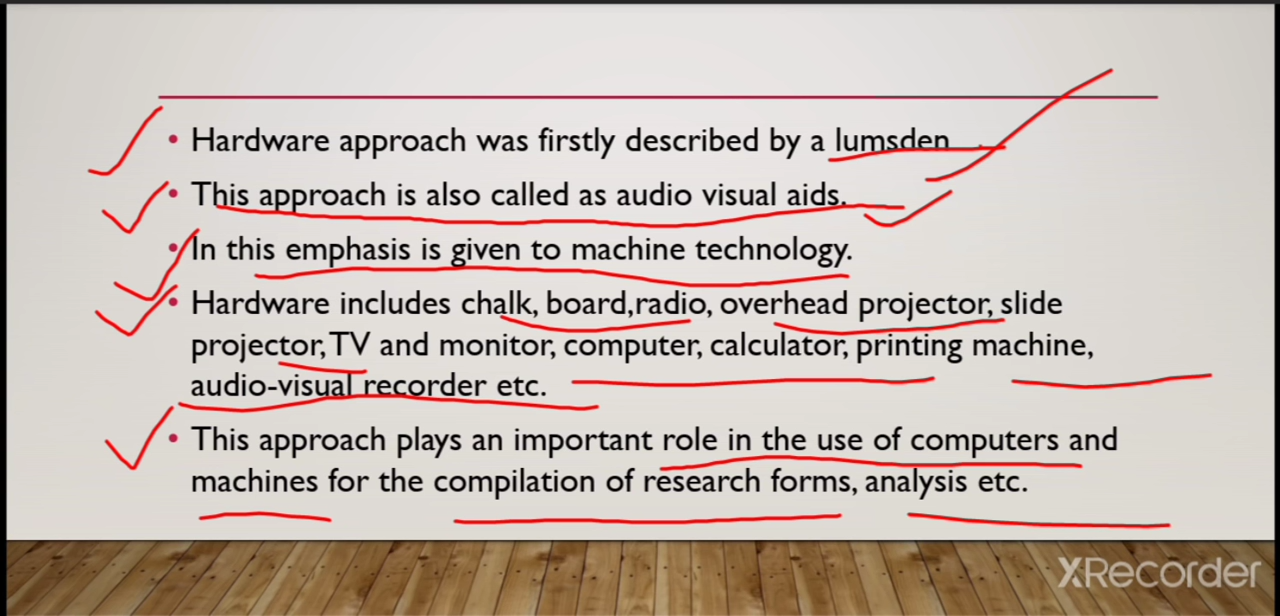 • Hardware approach was firstly described by a lumsden
• This approach is also called as audio visual aids.
• In this emphasis is given to machine technology.
• Hardware includes chalk, board,radio, overhead projector, slide
projector, TV and monitor, computer, calculator, printing machine,
audio-visual recorder etc.
• This approach plays an important role in the use of computers and
machines for the compilation of research forms, analysis etc.
XRecorder